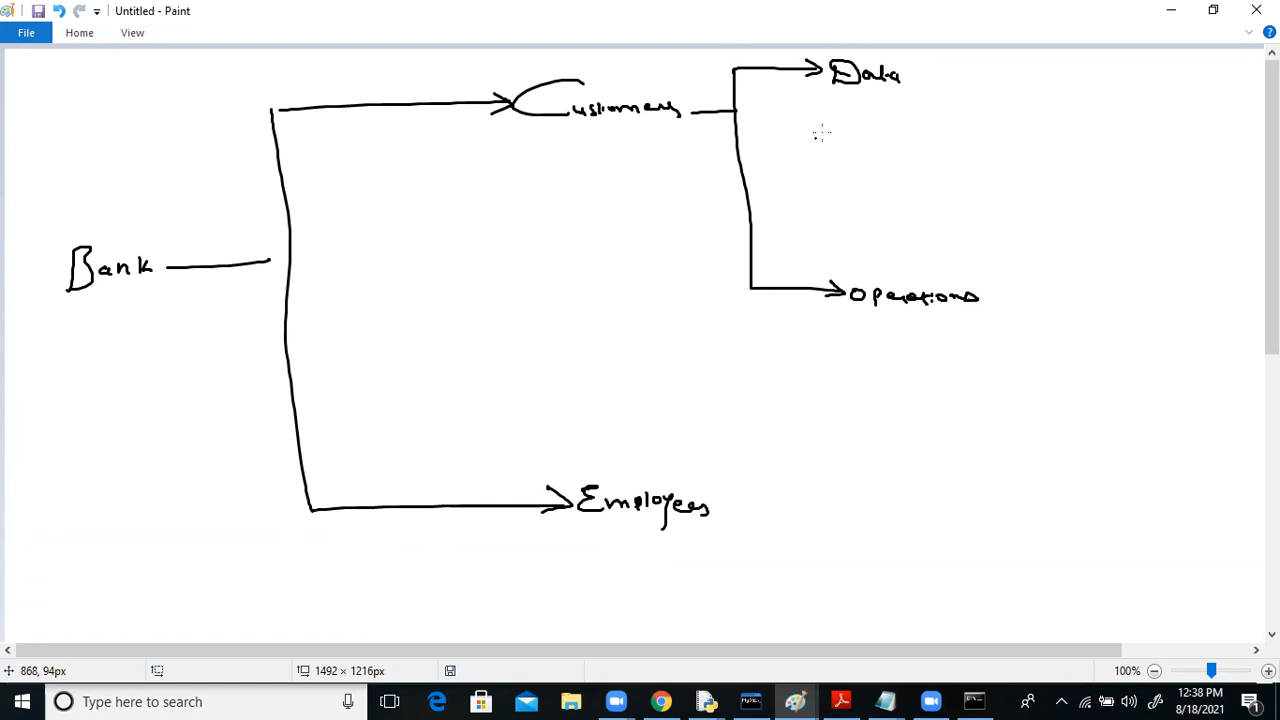 Untitled - Paint
File Home View
Data
Customers
Bank
Operations
Employees
868, 94px 1492 × 1216px 100%
Type here to search
12:38 PM
8/18/2021